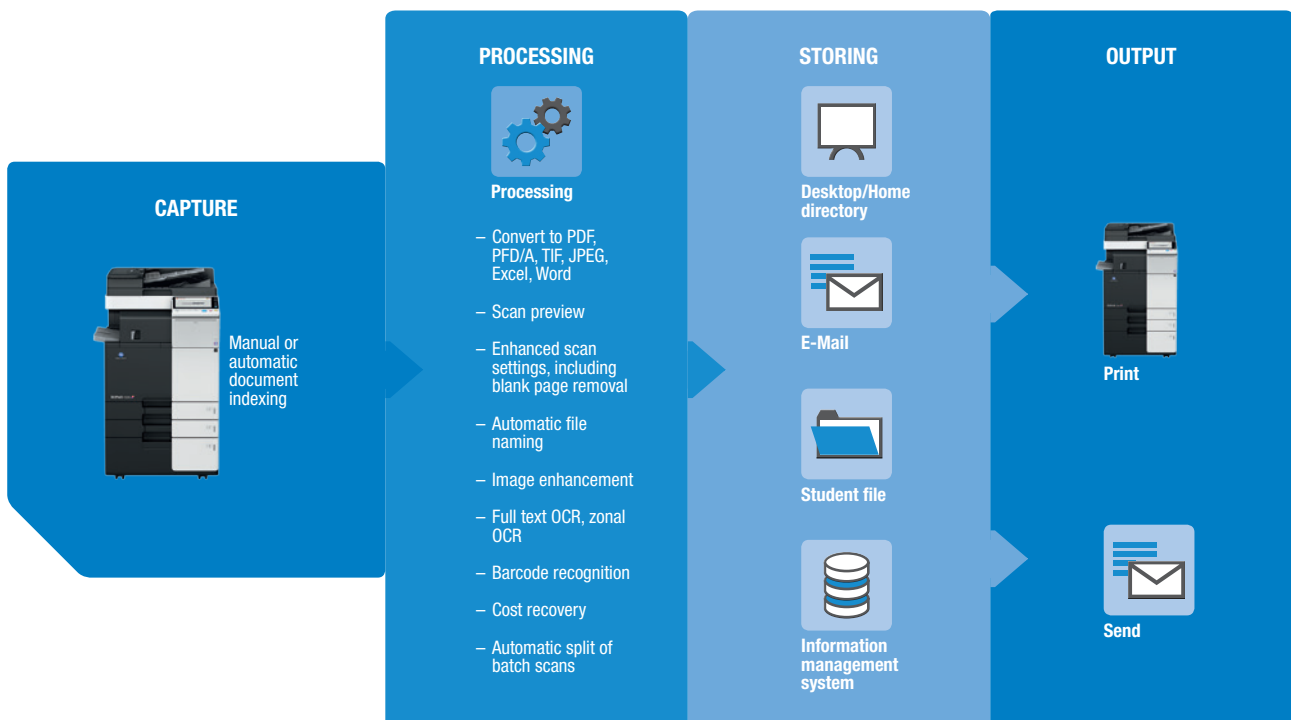 CAPTURE
Manual or
automatic
document
indexing
PROCESSING
Processing
– Convert to PDF,
PFD/A, TIF, JPEG,
Excel, Word
– Scan preview
– Enhanced scan
settings, including
blank page removal
– Automatic file
naming
– Image enhancement
– Full text OCR, zonal
OCR
– Barcode recognition
– Cost recovery
– Automatic split of
batch scans
STORING
Desktop/Home
directory
E-Mail
Student file
Information
management
system
OUTPUT
Print
Send